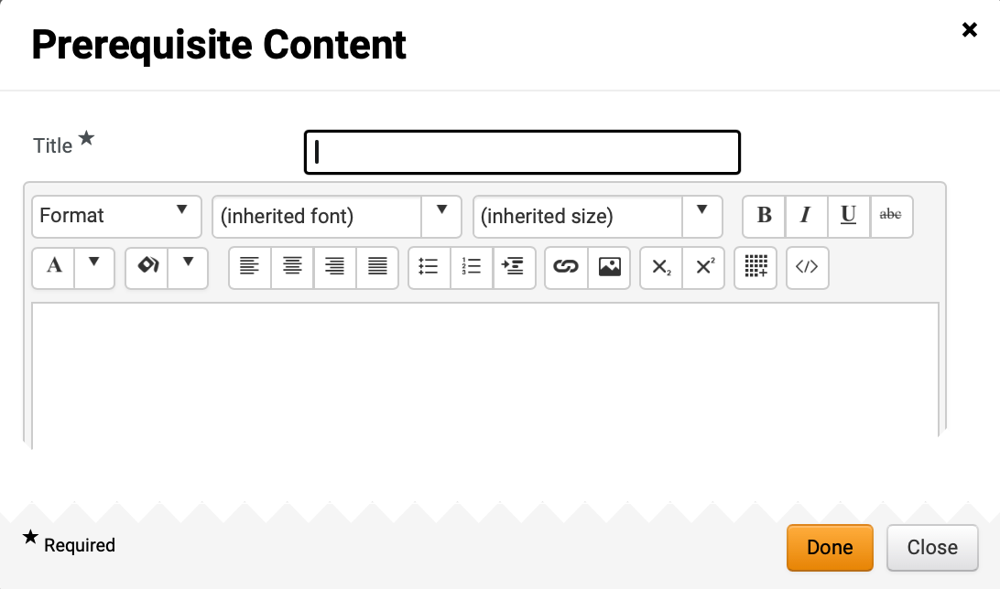 Prerequisite Content
Title ★
Format (inherited font) (inherited size) B I U abc
A
★ Required
Done Close